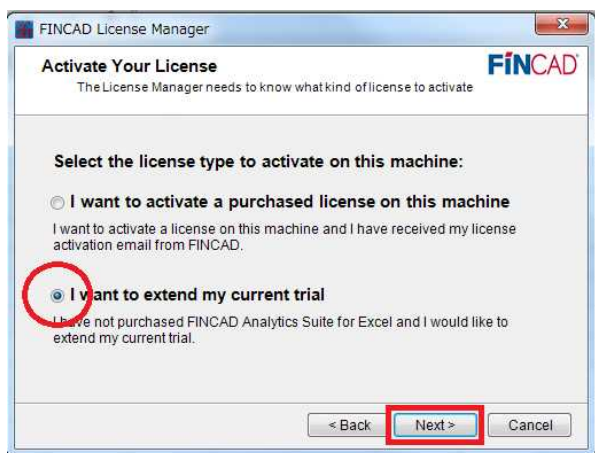 FINCAD License Manager
Activate Your License
The License Manager needs to know what kind of license to activate
FINCAD
Select the license type to activate on this machine:
I want to activate a purchased license on this machine
I want to activate a license on this machine and I have received my license
activation email from FINCAD.
I want to extend my current trial
I have not purchased FINCAD Analytics Suite for Excel and I would like to
extend my current trial.
< Back Next > Cancel